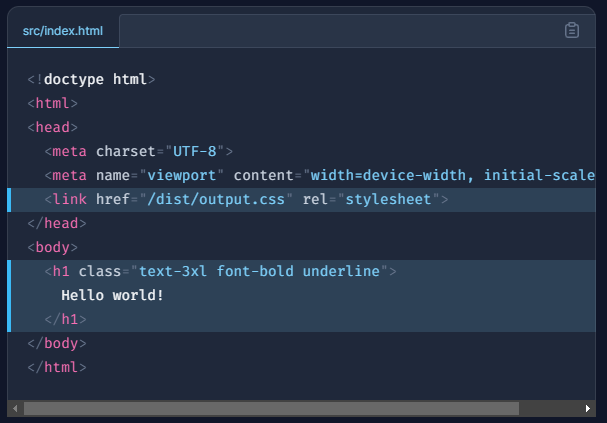 src/index.html
<!doctype html>
<html>
<head>
  <meta charset="UTF-8">
  <meta name="viewport" content="width=device-width, initial-scale
  <link href="/dist/output.css" rel="stylesheet">
</head>
<body>
  <h1 class="text-3xl font-bold underline">
    Hello world!
  </h1>
</body>
</html>